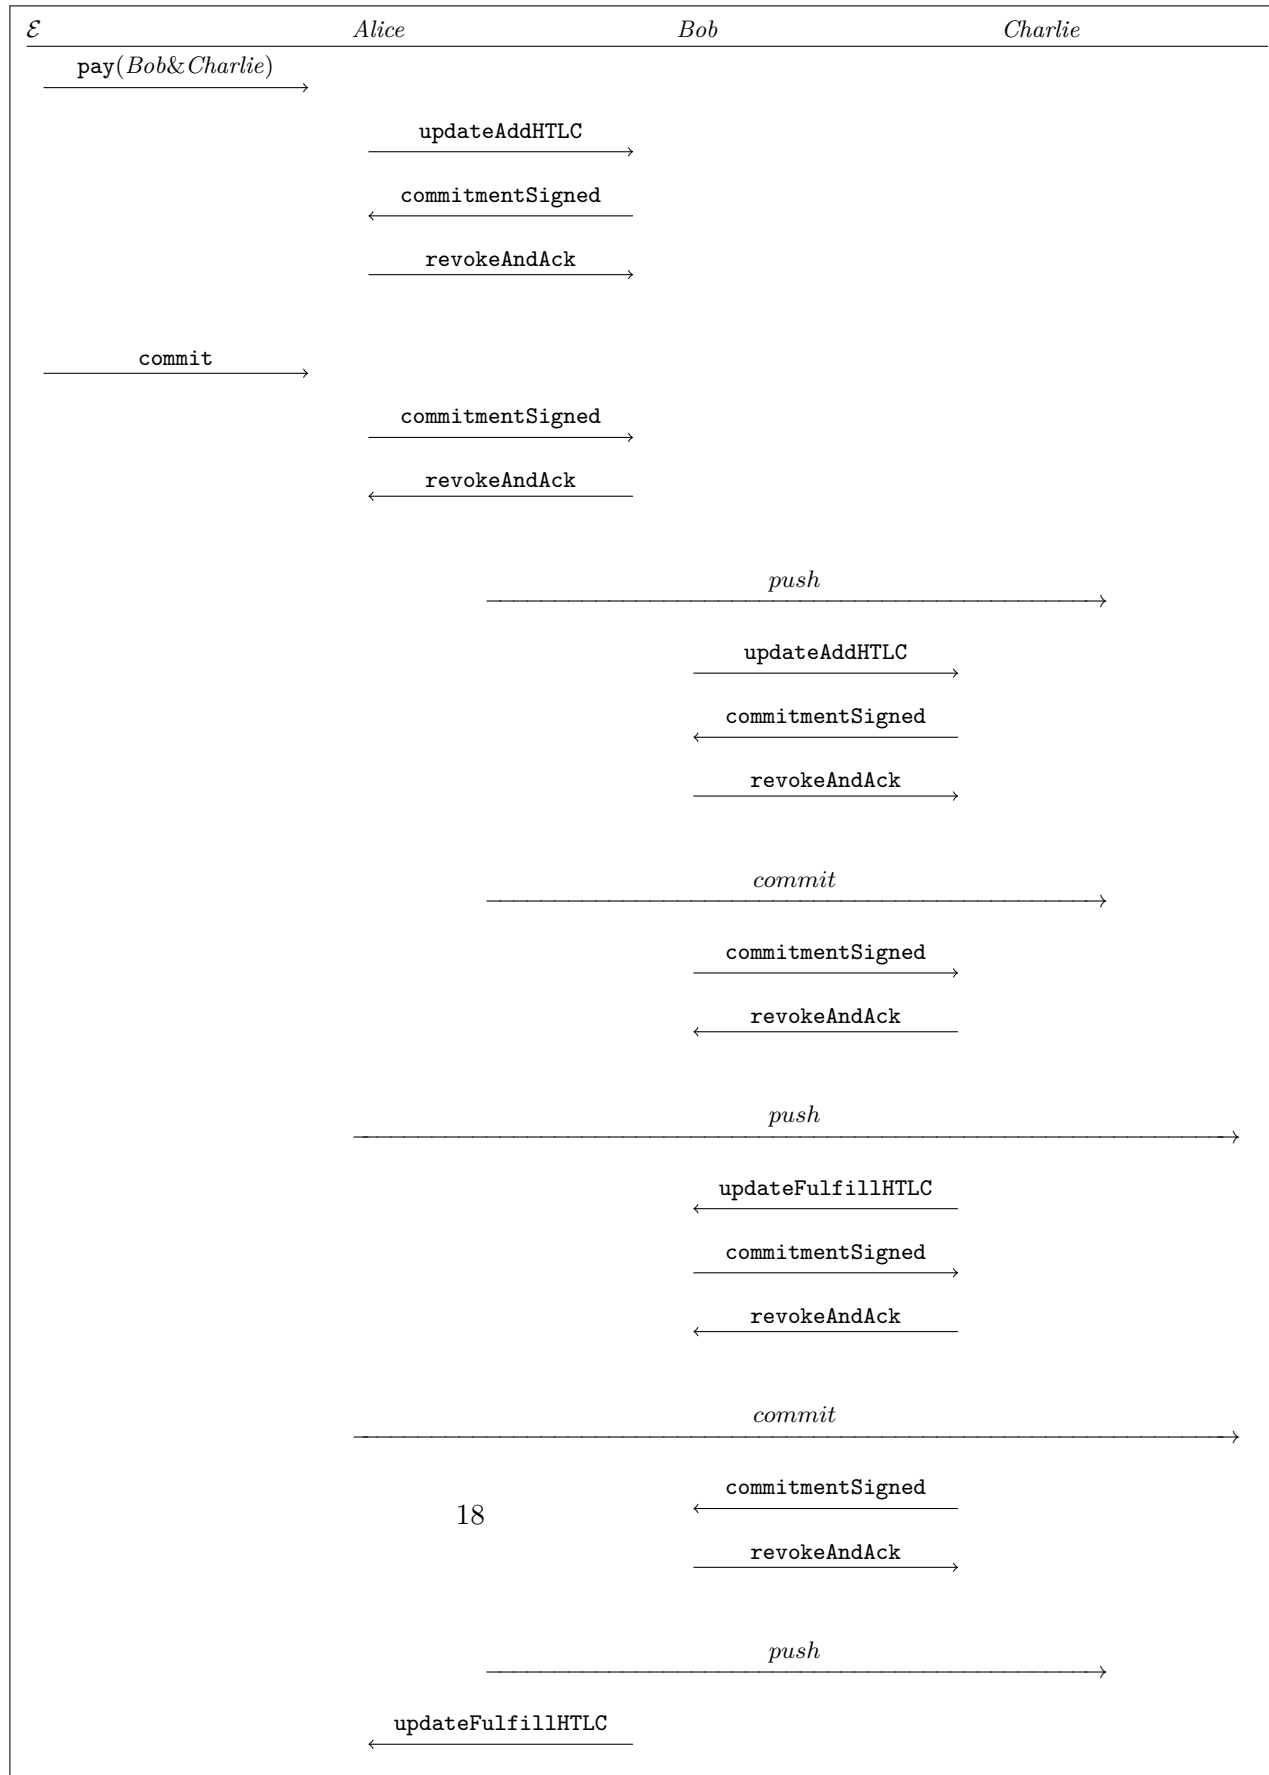 ℰ Alice Bob Charlie
pay(Bob&Charlie)
updateAddHTLC
commitmentSigned
revokeAndAck
commit
commitmentSigned
revokeAndAck
push
updateAddHTLC
commitmentSigned
revokeAndAck
commit
commitmentSigned
revokeAndAck
push
updateFulfillHTLC
commitmentSigned
revokeAndAck
commit
commitmentSigned
18
revokeAndAck
push
updateFulfillHTLC